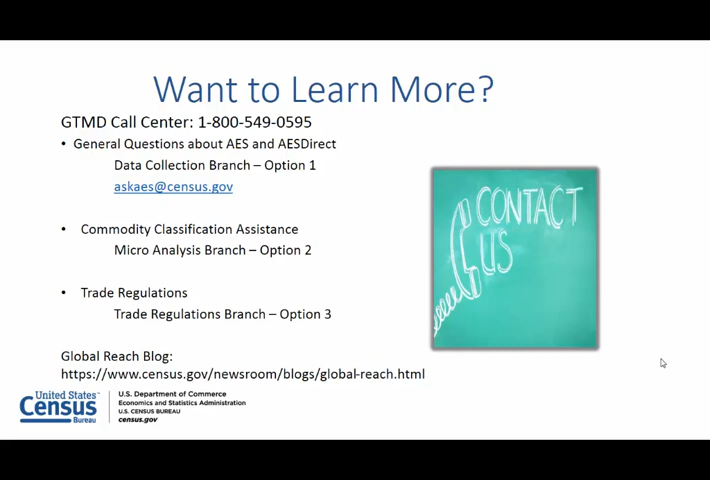 Want to Learn More?
GTMD Call Center: 1-800-549-0595
• General Questions about AES and AESDirect
Data Collection Branch – Option 1
askaes@census.gov
• Commodity Classification Assistance
Micro Analysis Branch – Option 2
• Trade Regulations
Trade Regulations Branch – Option 3
Global Reach Blog:
https://www.census.gov/newsroom/blogs/global-reach.html
CONTACT
US
United States™
Census
Bureau
U.S. Department of Commerce
Economics and Statistics Administration
U.S. CENSUS BUREAU
census.gov